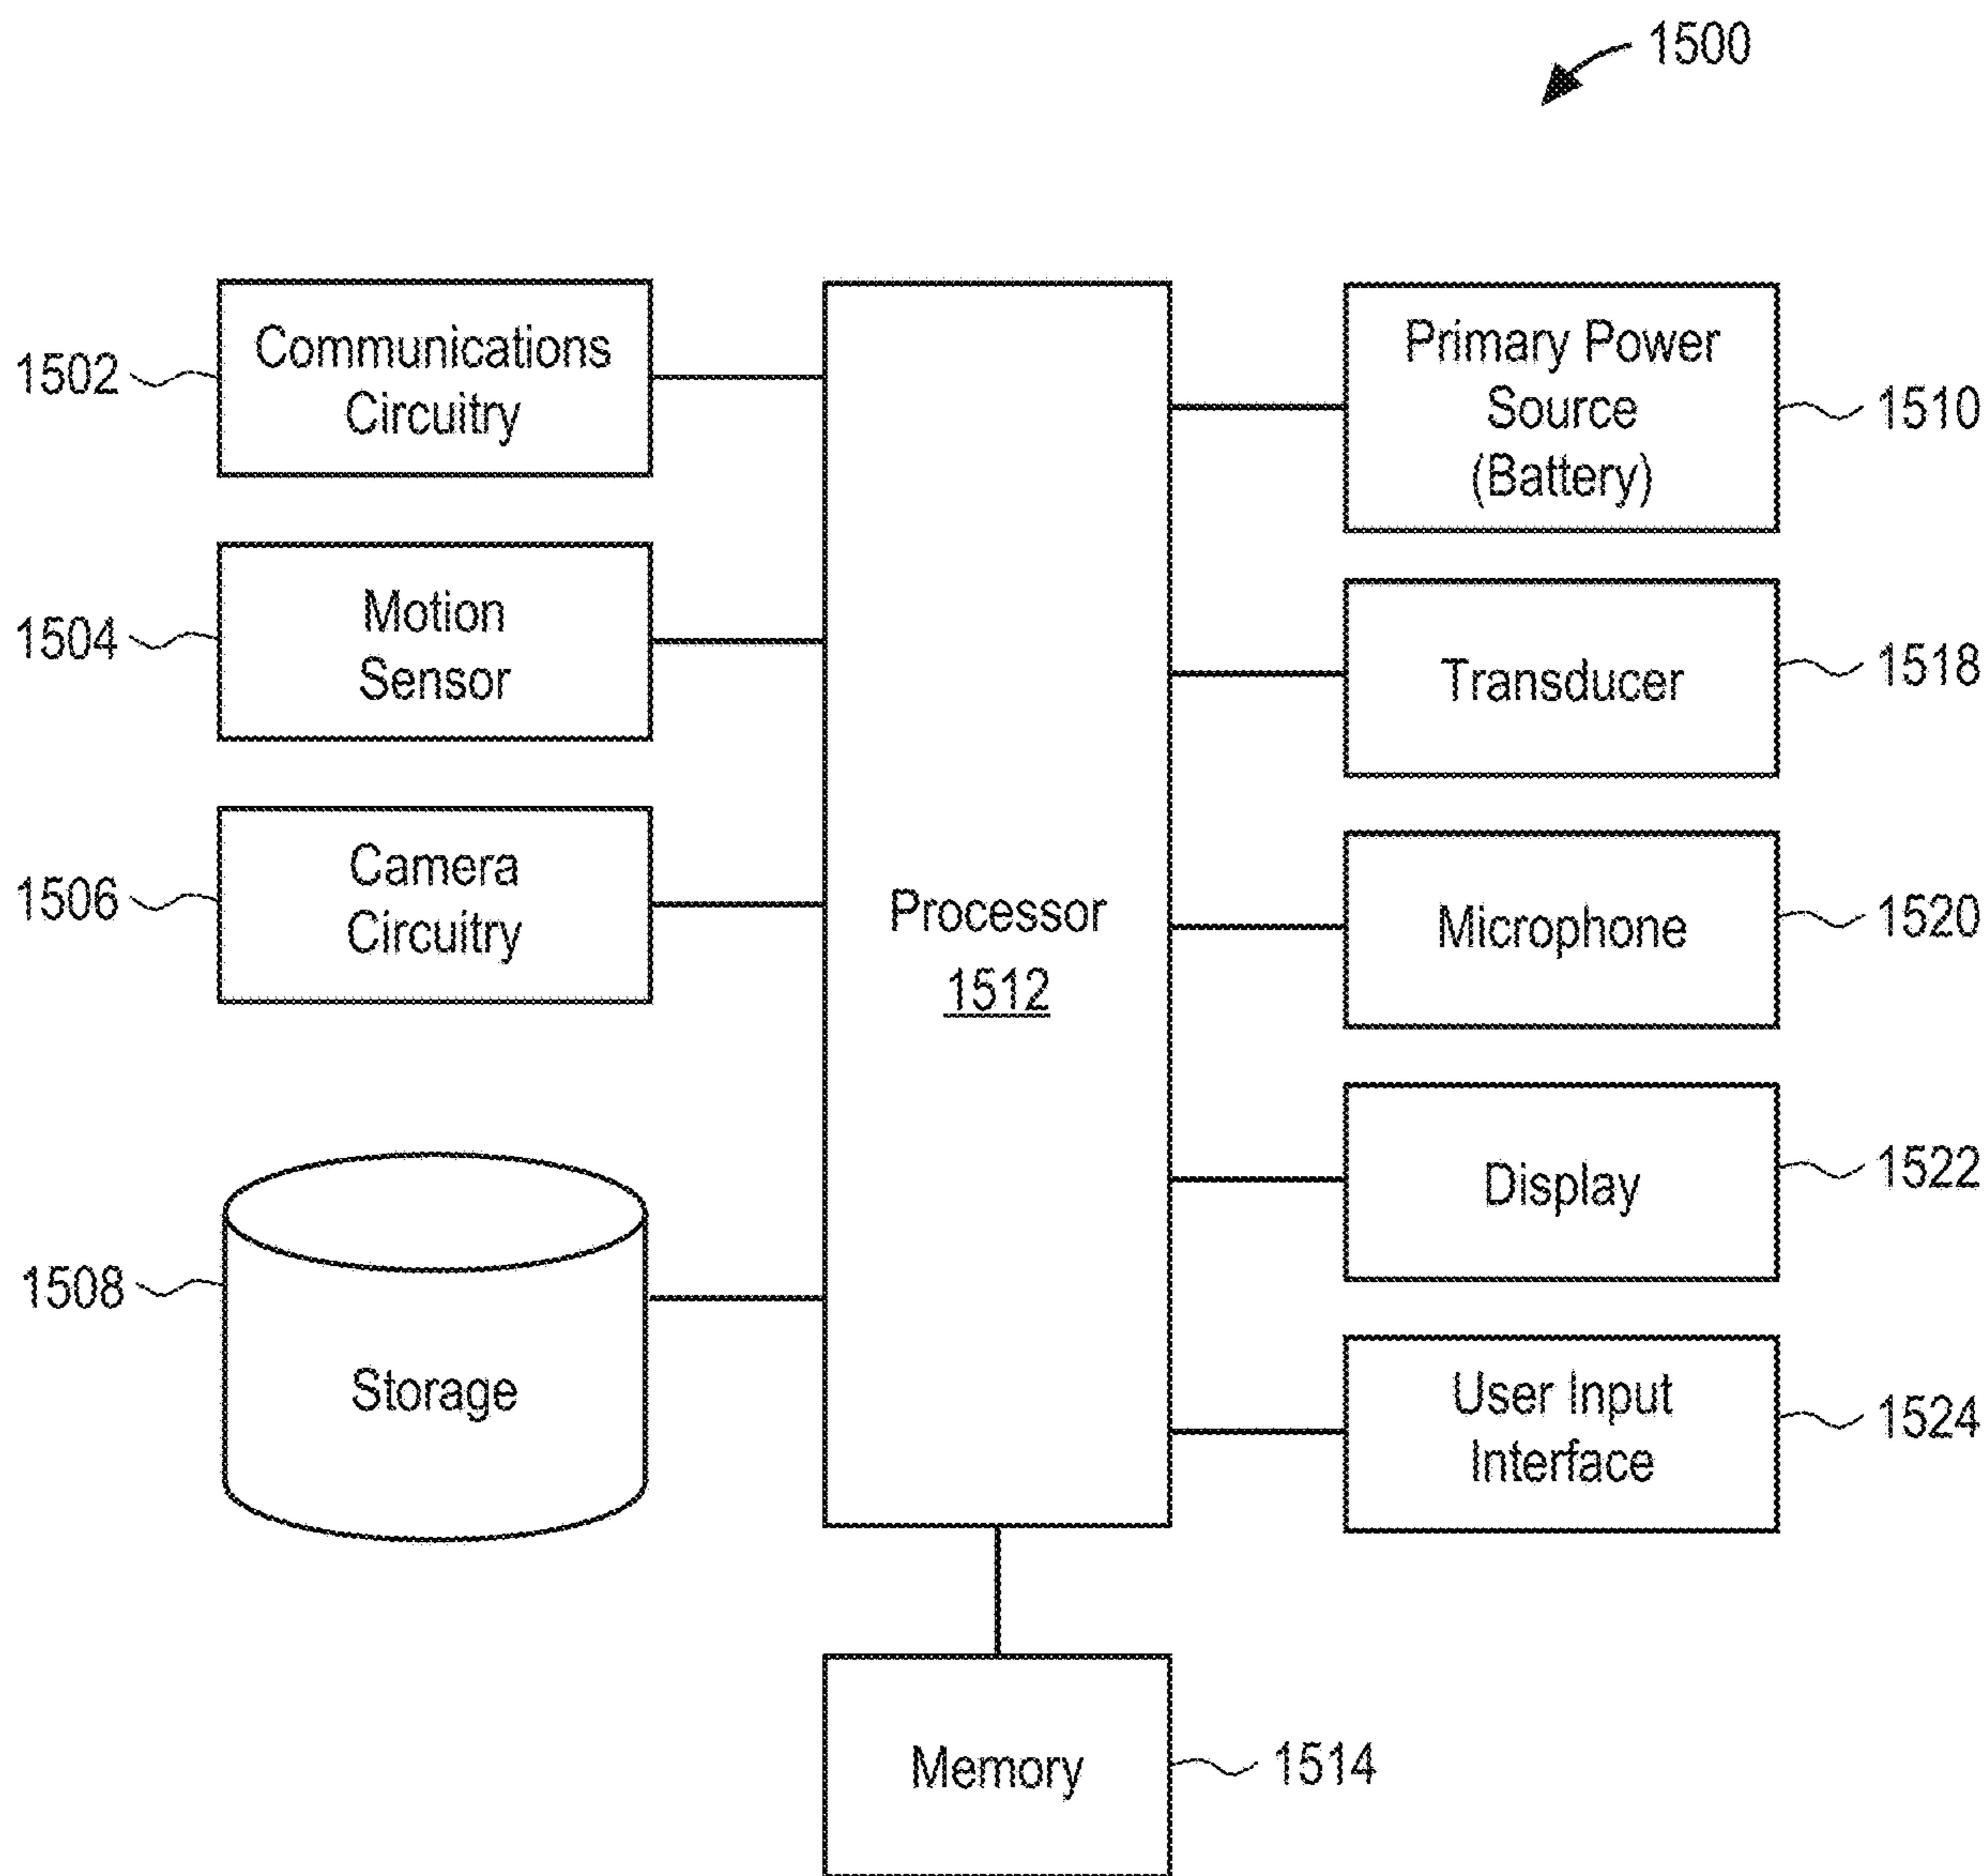 1500
1502
Communications
Circuitry
1504
Motion
Sensor
1506
Camera
Circuitry
1508
Storage
Processor
1512
Primary Power
Source
(Battery)
1510
Transducer
1518
Microphone
1520
Display
1522
User Input
Interface
1524
Memory
1514